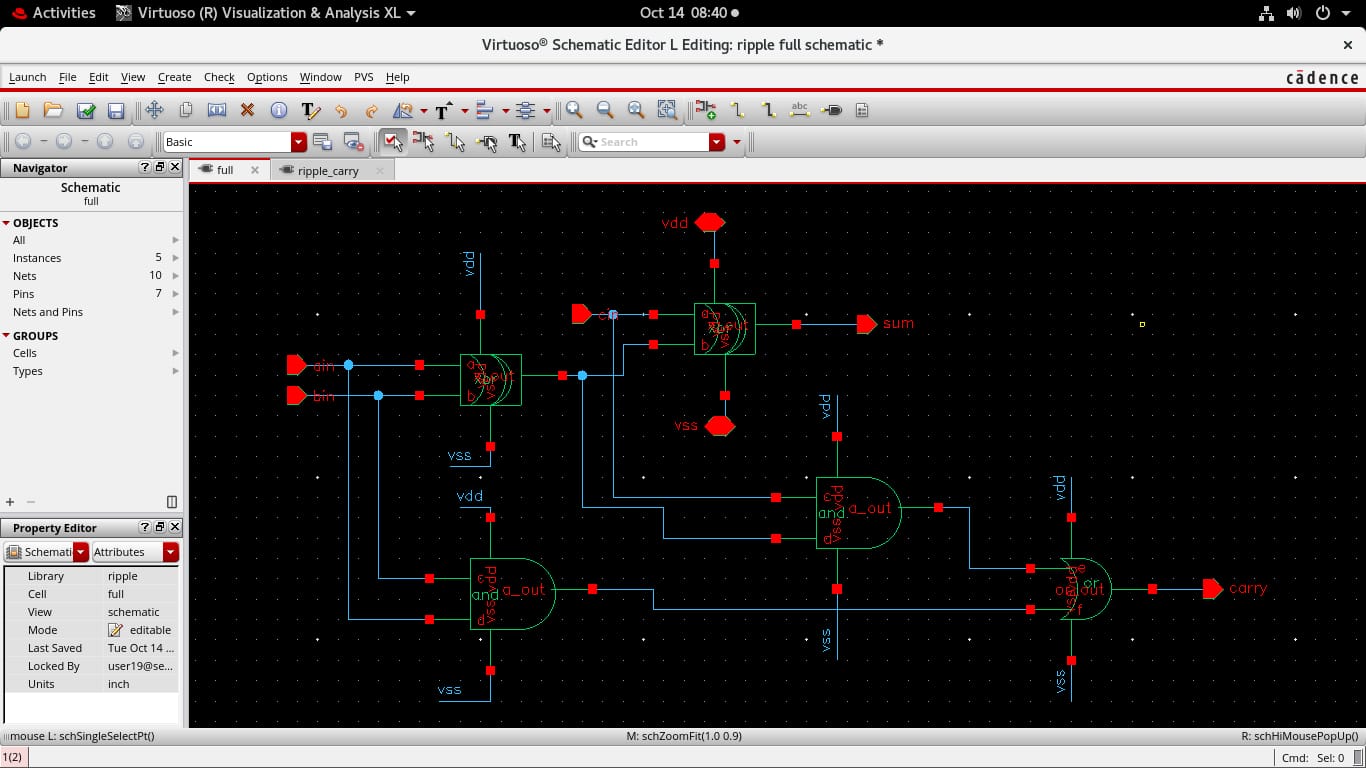 Activities Virtuoso (R) Visualization & Analysis XL Oct 14 08:40
Virtuoso® Schematic Editor L Editing: ripple full schematic *
Launch File Edit View Create Check Options Window PVS Help cādence
abc
Basic Search
Navigator
full ripple_carry
Schematic
full
OBJECTS
All
Instances 5
Nets 10
Pins 7
Nets and Pins
GROUPS
Cells
Types
Property Editor
Schemati Attributes
Library ripple
Cell full
View schematic
Mode editable
Last Saved Tue Oct 14 ...
Locked By user19@se...
Units inch
vdd
vdd
a
b
sum
vss
ain
bin
a
xor
b
vss
vdd
c
and
d
vdd
vss
a_out
vss
vdd
c
and
d
vdd
vss
a_out
vss
vdd
e
or
f
carry
vss
mouse L: schSingleSelectPt() M: schZoomFit(1.0 0.9) R: schHiMousePopUp()
1(2) Cmd: Sel: 0